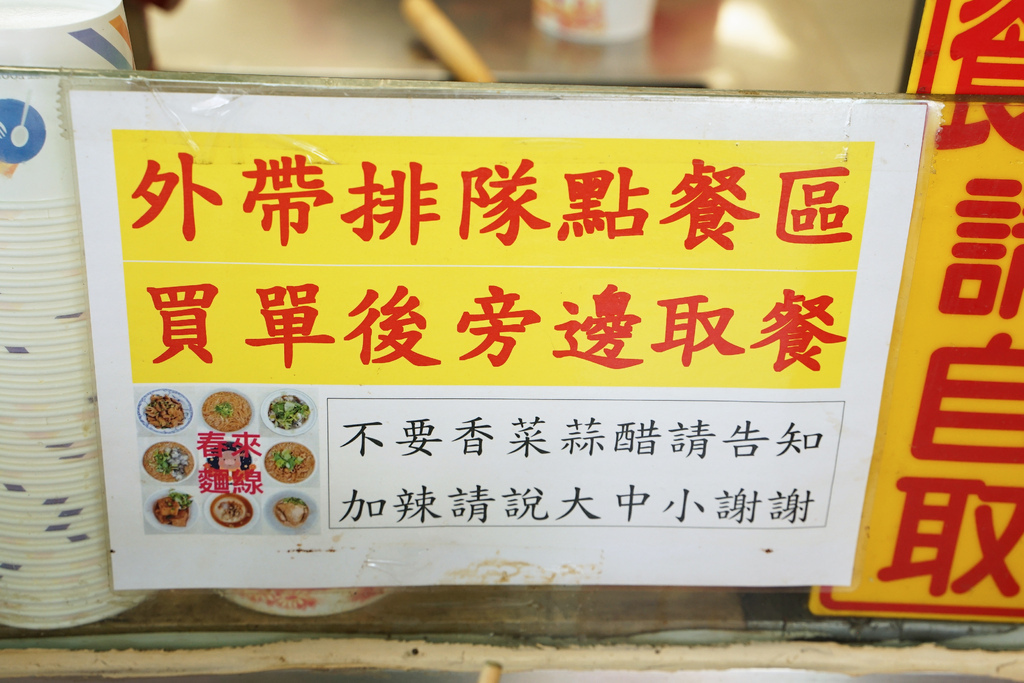 外帶排隊點餐區
買單後旁邊取餐
春來
麵線
不要香菜蒜醋請告知
加辣請說大中小謝謝
餐
請
自
取